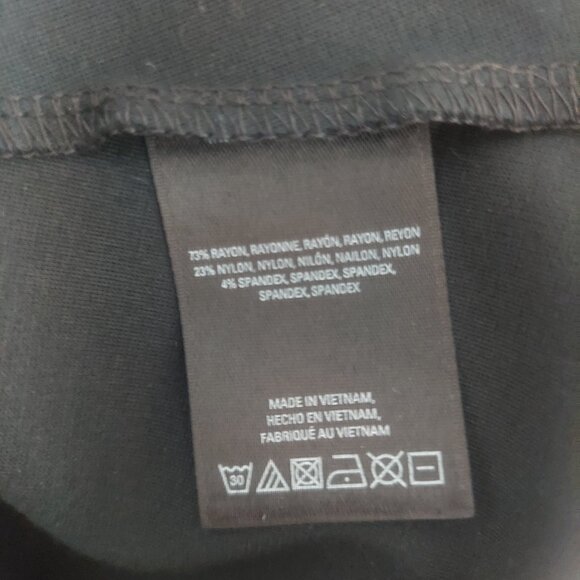 73% RAYON, RAYONNE, RAYÓN, RAYON, REYON
23% NYLON, NYLON, NILÓN, NAILON, NYLON
4% SPANDEX, SPANDEX, SPANDEX,
SPANDEX, SPANDEX
MADE IN VIETNAM,
HECHO EN VIETNAM,
FABRIQUÉ AU VIETNAM
30